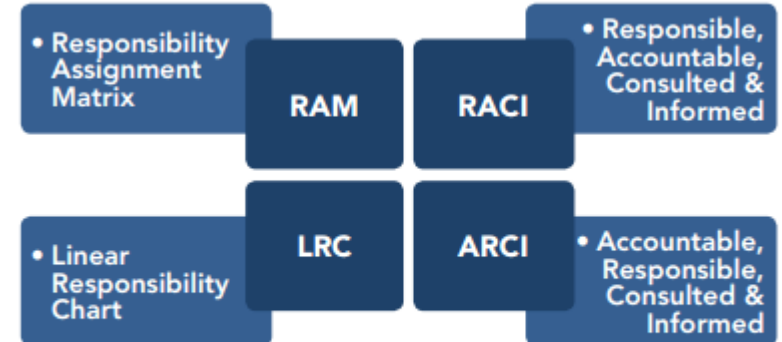 • Responsibility
Assignment
Matrix
RAM
RACI
• Responsible,
Accountable,
Consulted &
Informed
• Linear
Responsibility
Chart
LRC
ARCI
• Accountable,
Responsible,
Consulted &
Informed